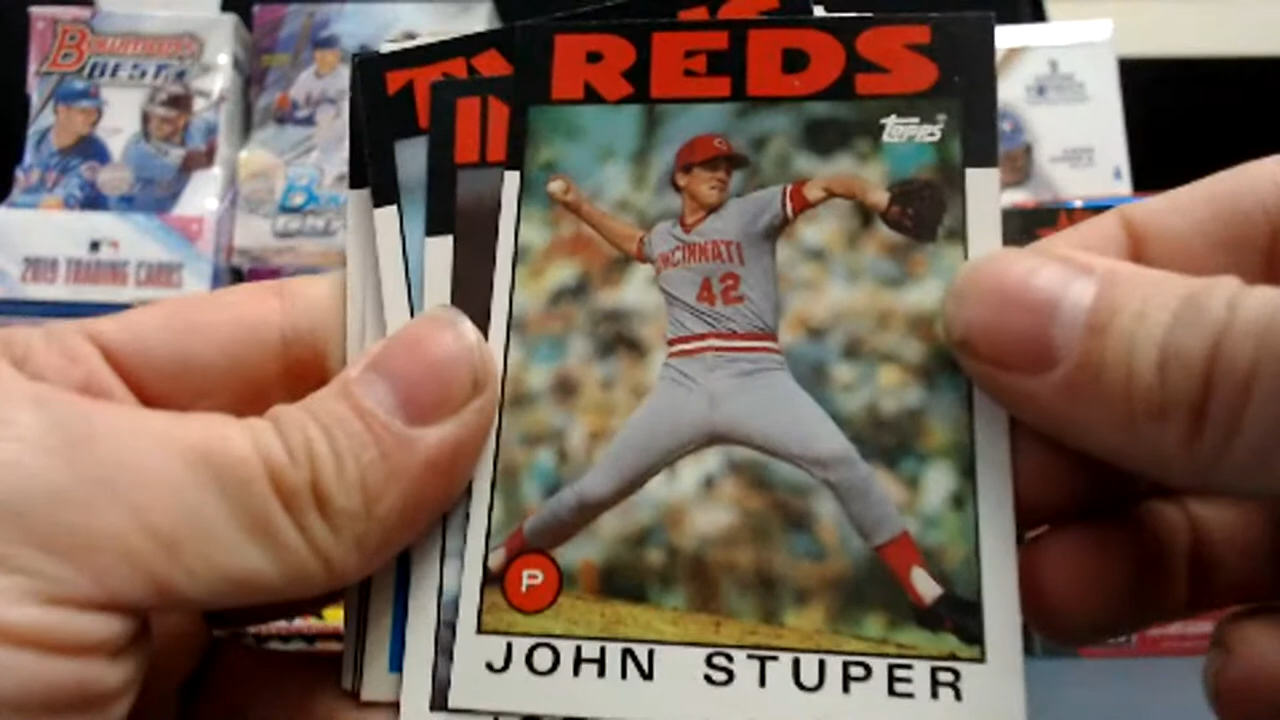 BOWMAN'S
BEST
2019 TRADING CARDS
REDS
Topps
CINCINNATI
42
P
JOHN STUPER